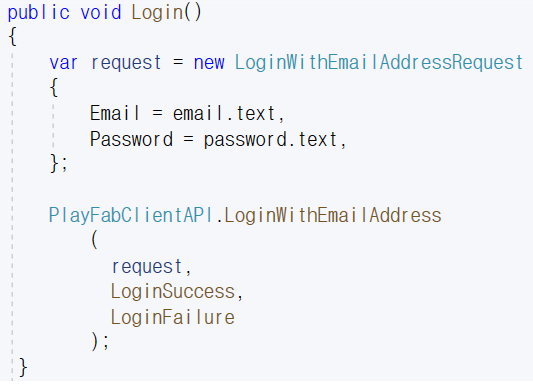 public void Login()
{
var request = new LoginWithEmailAddressRequest
{
Email = email.text,
Password = password.text,
};
PlayFabClientAPI.LoginWithEmailAddress
(
request,
LoginSuccess,
LoginFailure
);
}